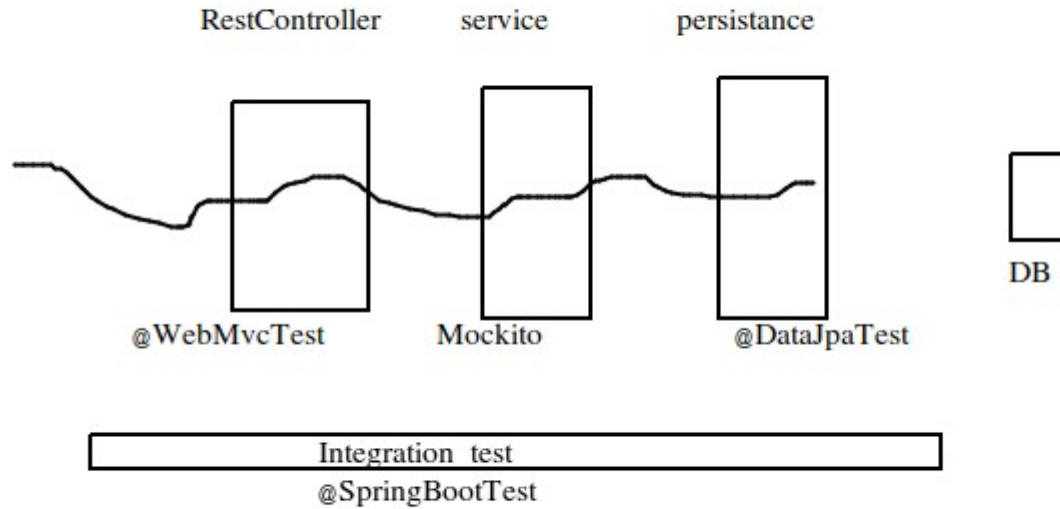 RestController service persistance
DB
@WebMvcTest Mockito @DataJpaTest
Integration test
@SpringBootTest